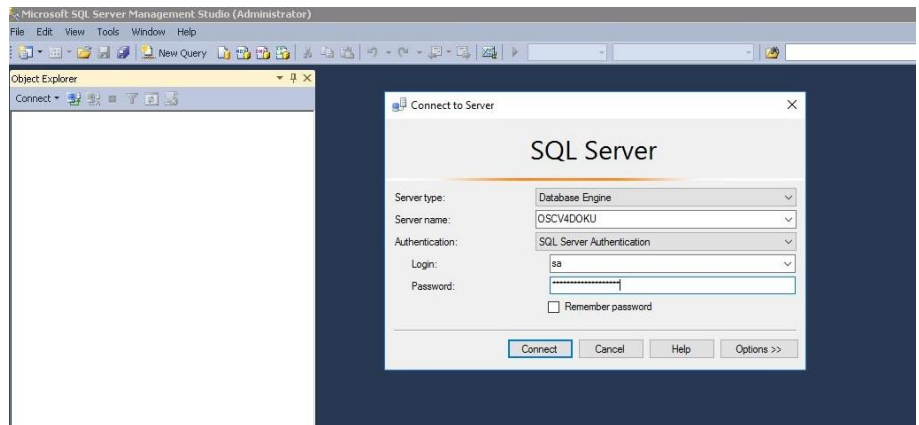 Microsoft SQL Server Management Studio (Administrator)
File Edit View Tools Window Help
New Query
Object Explorer
Connect
Connect to Server
SQL Server
Server type: Database Engine
Server name: OSCV4DOKU
Authentication: SQL Server Authentication
Login: sa
Password: *******************
Remember password
Connect Cancel Help Options >>